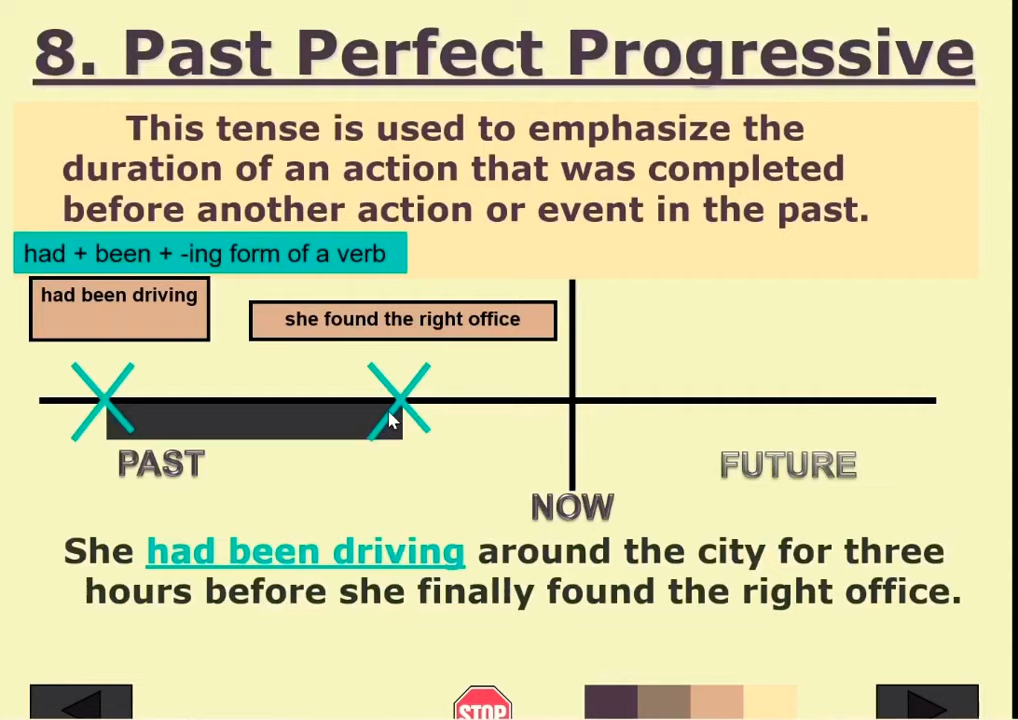 8. Past Perfect Progressive
This tense is used to emphasize the
duration of an action that was completed
before another action or event in the past.
had + been + -ing form of a verb
had been driving
she found the right office
PAST
FUTURE
NOW
She had been driving around the city for three
hours before she finally found the right office.
STOP